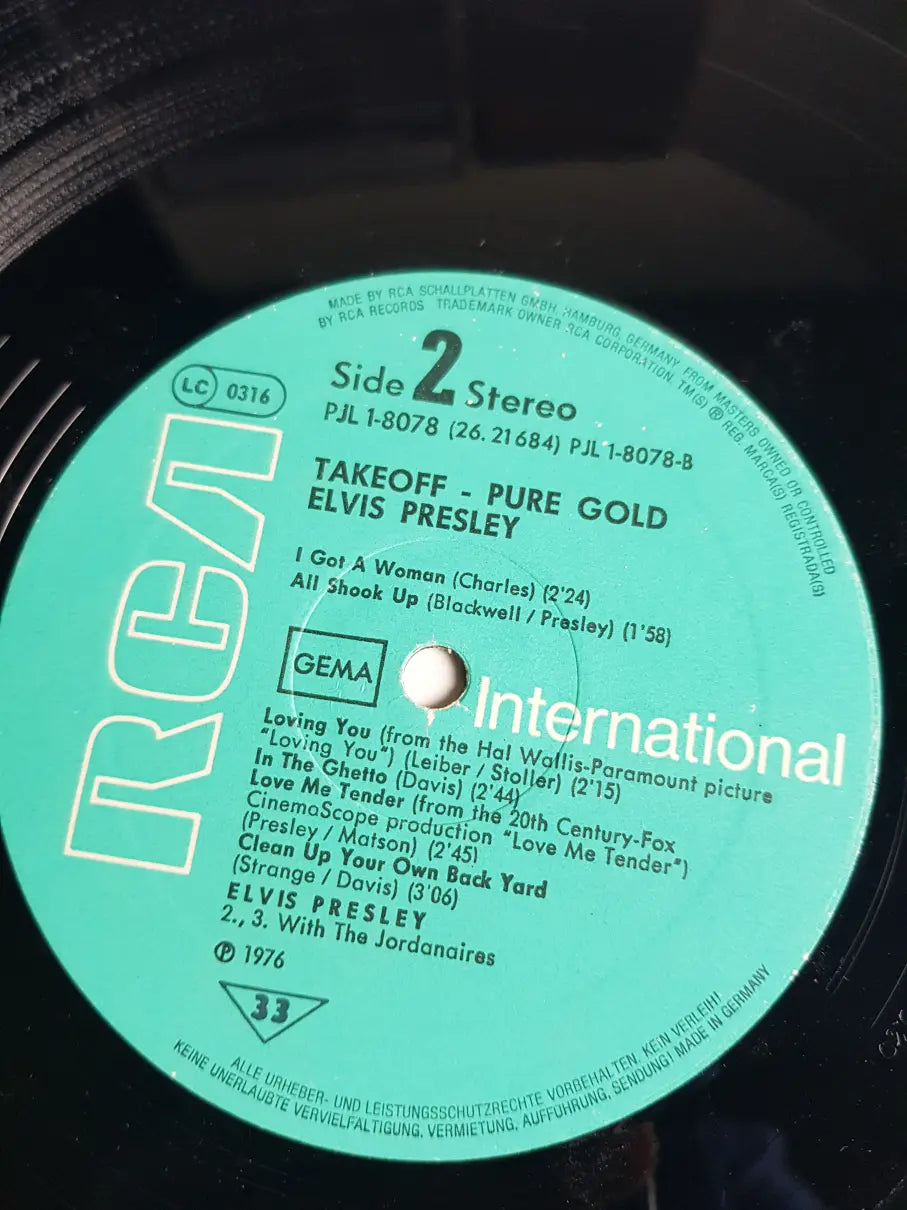 MADE BY RCA SCHALLPLATTEN GMBH, HAMBURG, GERMANY, FROM MASTERS OWNED OR CONTROLLED
BY RCA RECORDS TRADEMARK OWNER RCA CORPORATION. TM(S) ® REG. MARCA(S) REGISTRADA(S)
LC 0316
Side 2 Stereo
PJL 1-8078 (26.21684) PJL 1-8078-B
TAKEOFF - PURE GOLD
ELVIS PRESLEY
I Got A Woman (Charles) (2'24)
All Shook Up (Blackwell / Presley) (1'58)
GEMA
RCA
International
Loving You (from the Hal Wallis-Paramount picture
"Loving You") (Leiber / Stoller) (2'15)
In The Ghetto (Davis) (2'44)
Love Me Tender (from the 20th Century-Fox
CinemaScope production "Love Me Tender")
(Presley / Matson) (2'45)
Clean Up Your Own Back Yard
(Strange / Davis) (3'06)
ELVIS PRESLEY
2., 3. With The Jordanaires
℗ 1976
33
ALLE URHEBER- UND LEISTUNGSSCHUTZRECHTE VORBEHALTEN. KEIN VERLEIH!
KEINE UNERLAUBTE VERVIELFÄLTIGUNG, VERMIETUNG, AUFFÜHRUNG, SENDUNG! MADE IN GERMANY